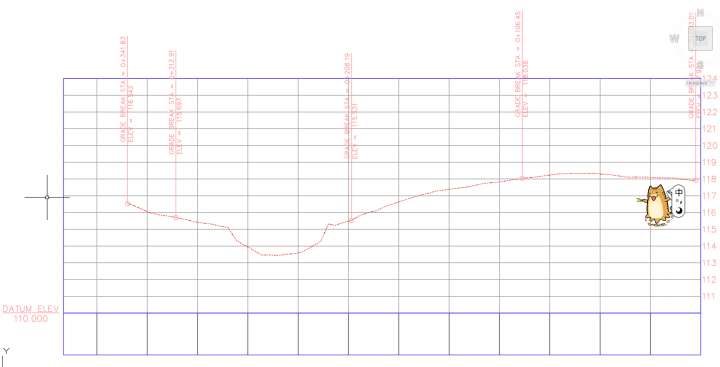 N
W
TOP
S
GRADE BREAK STA = 0+341.83
ELEV = 116.542
GRADE BREAK STA = 0+312.91
ELEV = 115.697
GRADE BREAK STA = 0+208.19
ELEV = 115.531
GRADE BREAK STA = 0+106.45
ELEV = 118.038
GRADE BREAK STA
124
123
122
121
120
119
118
117
116
115
114
113
112
111
中
DATUM ELEV
110.000
Y